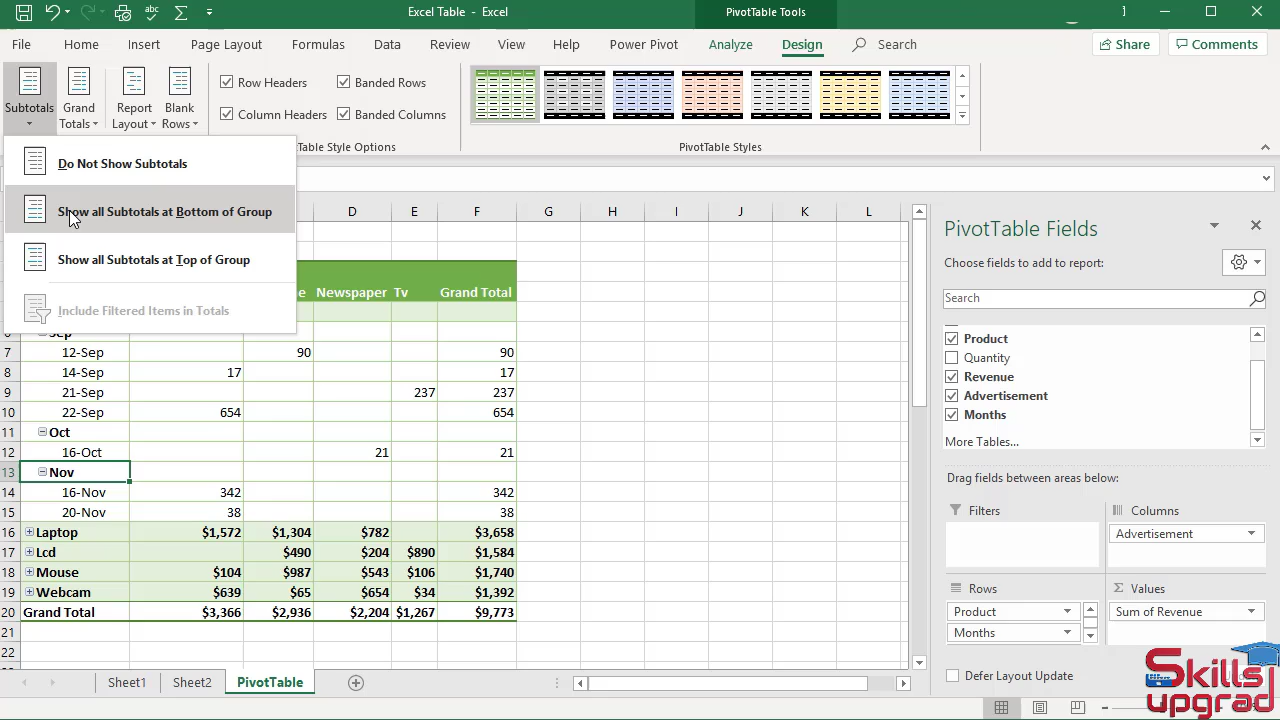 Excel Table - Excel
PivotTable Tools
File Home Insert Page Layout Formulas Data Review View Help Power Pivot Analyze Design Search Share Comments
Subtotals
Grand Totals
Report Layout
Blank Rows
Row Headers
Banded Rows
Column Headers
Banded Columns
Table Style Options
PivotTable Styles
Do Not Show Subtotals
Show all Subtotals at Bottom of Group
Show all Subtotals at Top of Group
Include Filtered Items in Totals
D E F G H I J K L
e Newspaper Tv Grand Total
6 Sep
7 12-Sep 90 90
8 14-Sep 17 17
9 21-Sep 237 237
10 22-Sep 654 654
11 Oct
12 16-Oct 21 21
13 Nov
14 16-Nov 342 342
15 20-Nov 38 38
16 Laptop $1,572 $1,304 $782 $3,658
17 Lcd $490 $204 $890 $1,584
18 Mouse $104 $987 $543 $106 $1,740
19 Webcam $639 $65 $654 $34 $1,392
20 Grand Total $3,366 $2,936 $2,204 $1,267 $9,773
21
22
Sheet1 Sheet2 PivotTable
PivotTable Fields
Choose fields to add to report:
Search
Product
Quantity
Revenue
Advertisement
Months
More Tables...
Drag fields between areas below:
Filters
Columns
Advertisement
Rows
Values
Product
Sum of Revenue
Months
Defer Layout Update
Skills
upgrad